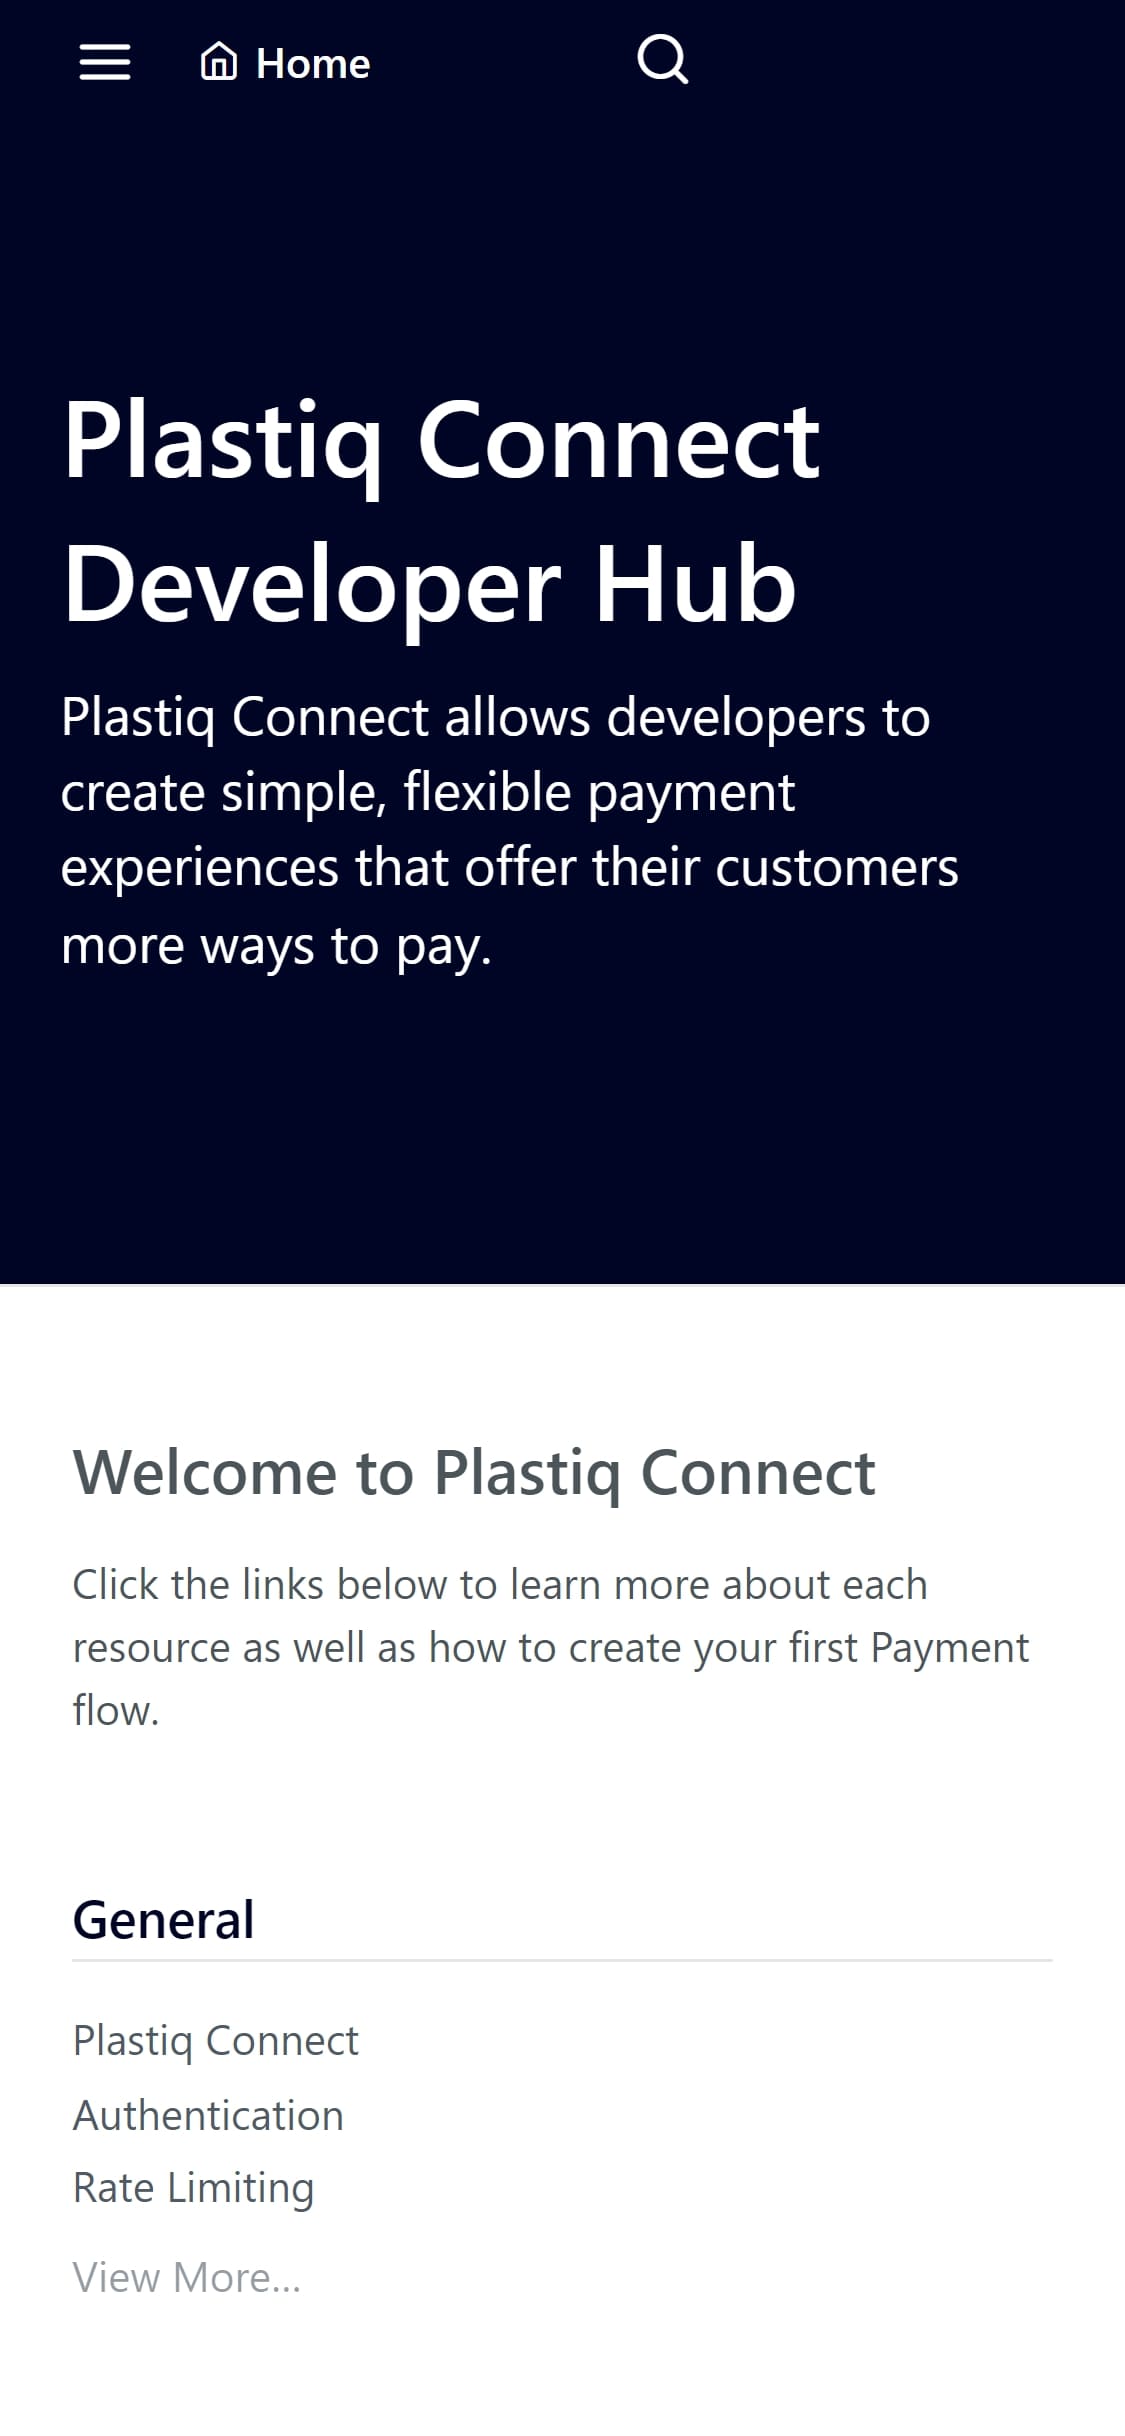 Home
Plastiq Connect
Developer Hub
Plastiq Connect allows developers to
create simple, flexible payment
experiences that offer their customers
more ways to pay.
Welcome to Plastiq Connect
Click the links below to learn more about each
resource as well as how to create your first Payment
flow.
General
Plastiq Connect
Authentication
Rate Limiting
View More...